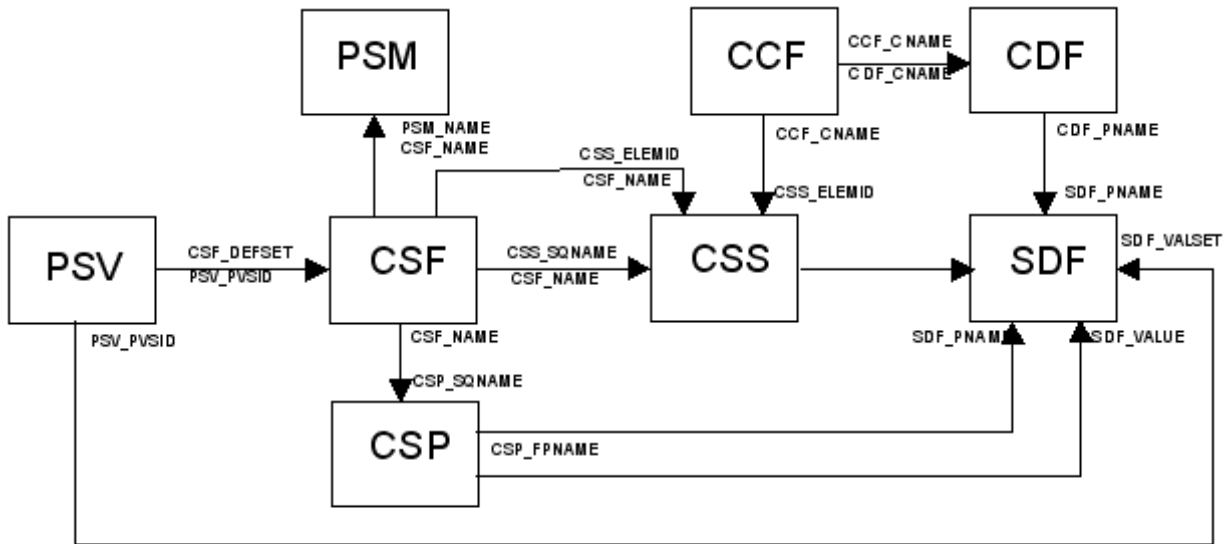 PSM
CCF
CCF_CNAME
CDF_CNAME
CDF
PSM_NAME
CSF_NAME
CCF_CNAME
CDF_PNAME
CSS_ELEMID
CSF_NAME
CSS_ELEMID
SDF_PNAME
PSV
CSF_DEFSET
PSV_PVSID
CSF
CSS_SQNAME
CSF_NAME
CSS
SDF
SDF_VALSET
PSV_PVSID
CSF_NAME
SDF_PNAME
SDF_VALUE
CSP_SQNAME
CSP
CSP_FPNAME